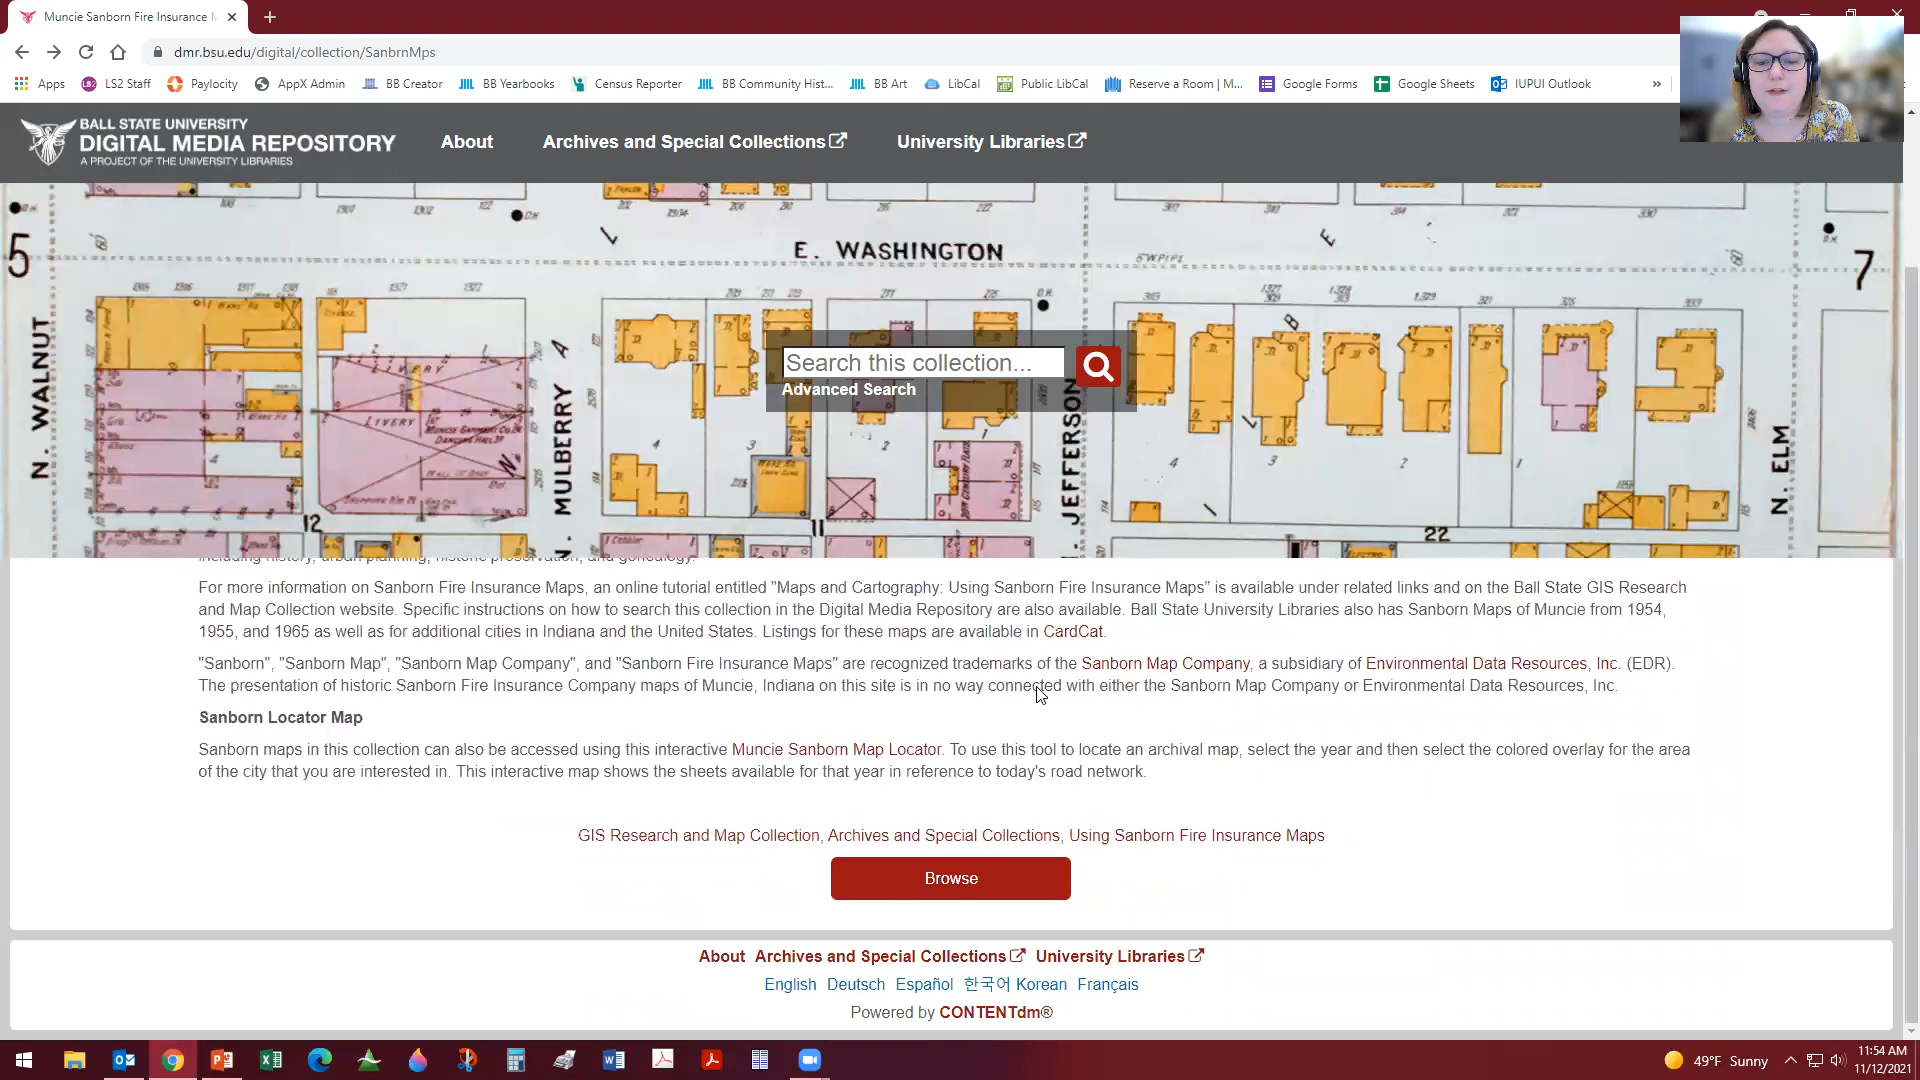 Muncie Sanborn Fire Insurance M
dmr.bsu.edu/digital/collection/SanbrnMps
Apps LS2 Staff Paylocity AppX Admin BB Creator BB Yearbooks Census Reporter BB Community Hist... BB Art LibCal Public LibCal Reserve a Room | M... Google Forms Google Sheets IUPUI Outlook »
BALL STATE UNIVERSITY
DIGITAL MEDIA REPOSITORY
A PROJECT OF THE UNIVERSITY LIBRARIES
About Archives and Special Collections University Libraries
5
E. WASHINGTON
6" W. PIPE
7
N. WALNUT
N. MULBERRY
JEFFERSON
N. ELM
LIVERY
LIVERY
12
11
22
Search this collection...
Advanced Search
including history, urban planning, historic preservation, and genealogy.
For more information on Sanborn Fire Insurance Maps, an online tutorial entitled "Maps and Cartography: Using Sanborn Fire Insurance Maps" is available under related links and on the Ball State GIS Research
and Map Collection website. Specific instructions on how to search this collection in the Digital Media Repository are also available. Ball State University Libraries also has Sanborn Maps of Muncie from 1954,
1955, and 1965 as well as for additional cities in Indiana and the United States. Listings for these maps are available in CardCat.
"Sanborn", "Sanborn Map", "Sanborn Map Company", and "Sanborn Fire Insurance Maps" are recognized trademarks of the Sanborn Map Company, a subsidiary of Environmental Data Resources, Inc. (EDR).
The presentation of historic Sanborn Fire Insurance Company maps of Muncie, Indiana on this site is in no way connected with either the Sanborn Map Company or Environmental Data Resources, Inc.
Sanborn Locator Map
Sanborn maps in this collection can also be accessed using this interactive Muncie Sanborn Map Locator. To use this tool to locate an archival map, select the year and then select the colored overlay for the area
of the city that you are interested in. This interactive map shows the sheets available for that year in reference to today's road network.
GIS Research and Map Collection, Archives and Special Collections, Using Sanborn Fire Insurance Maps
Browse
About Archives and Special Collections University Libraries
English Deutsch Español 한국어 Korean Français
Powered by CONTENTdm®
49°F Sunny
11:54 AM
11/12/2021